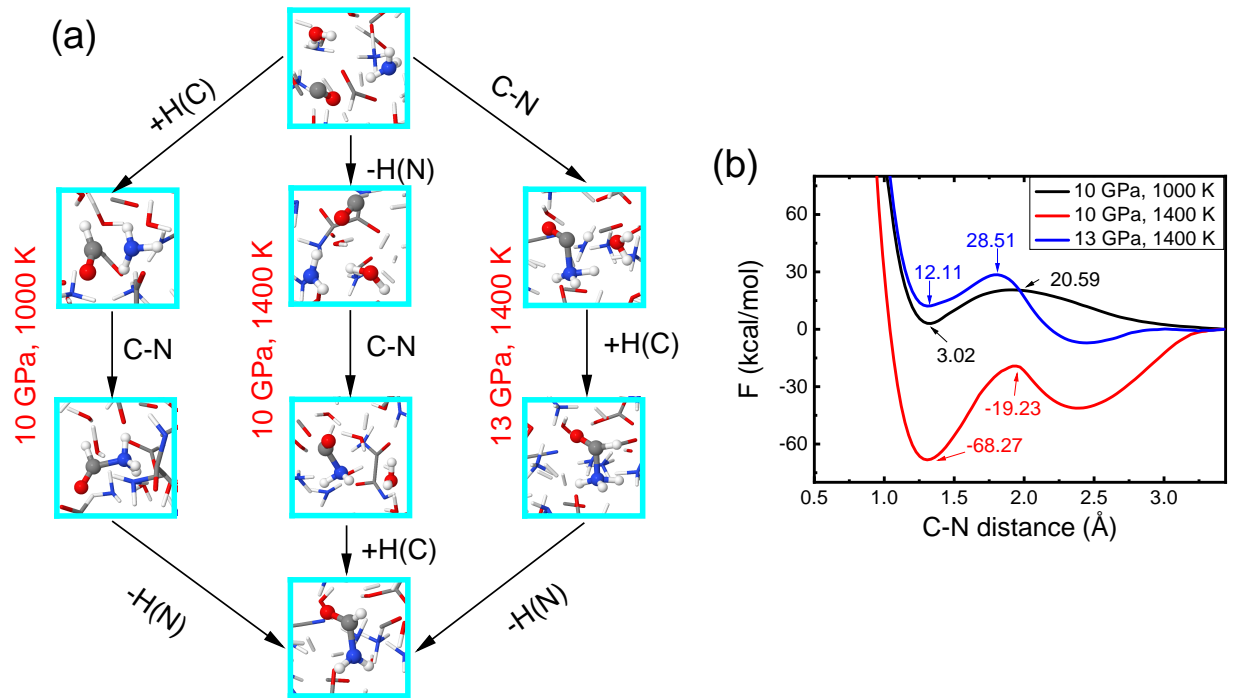 (a)
+H(C)
-H(N)
C-N
10 GPa, 1000 K
10 GPa, 1400 K
13 GPa, 1400 K
C-N
C-N
+H(C)
-H(N)
+H(C)
-H(N)
(b)
10 GPa, 1000 K
10 GPa, 1400 K
13 GPa, 1400 K
28.51
12.11
20.59
3.02
-19.23
-68.27
F (kcal/mol)
60
30
0
-30
-60
0.5 1.0 1.5 2.0 2.5 3.0
C-N distance (Å)